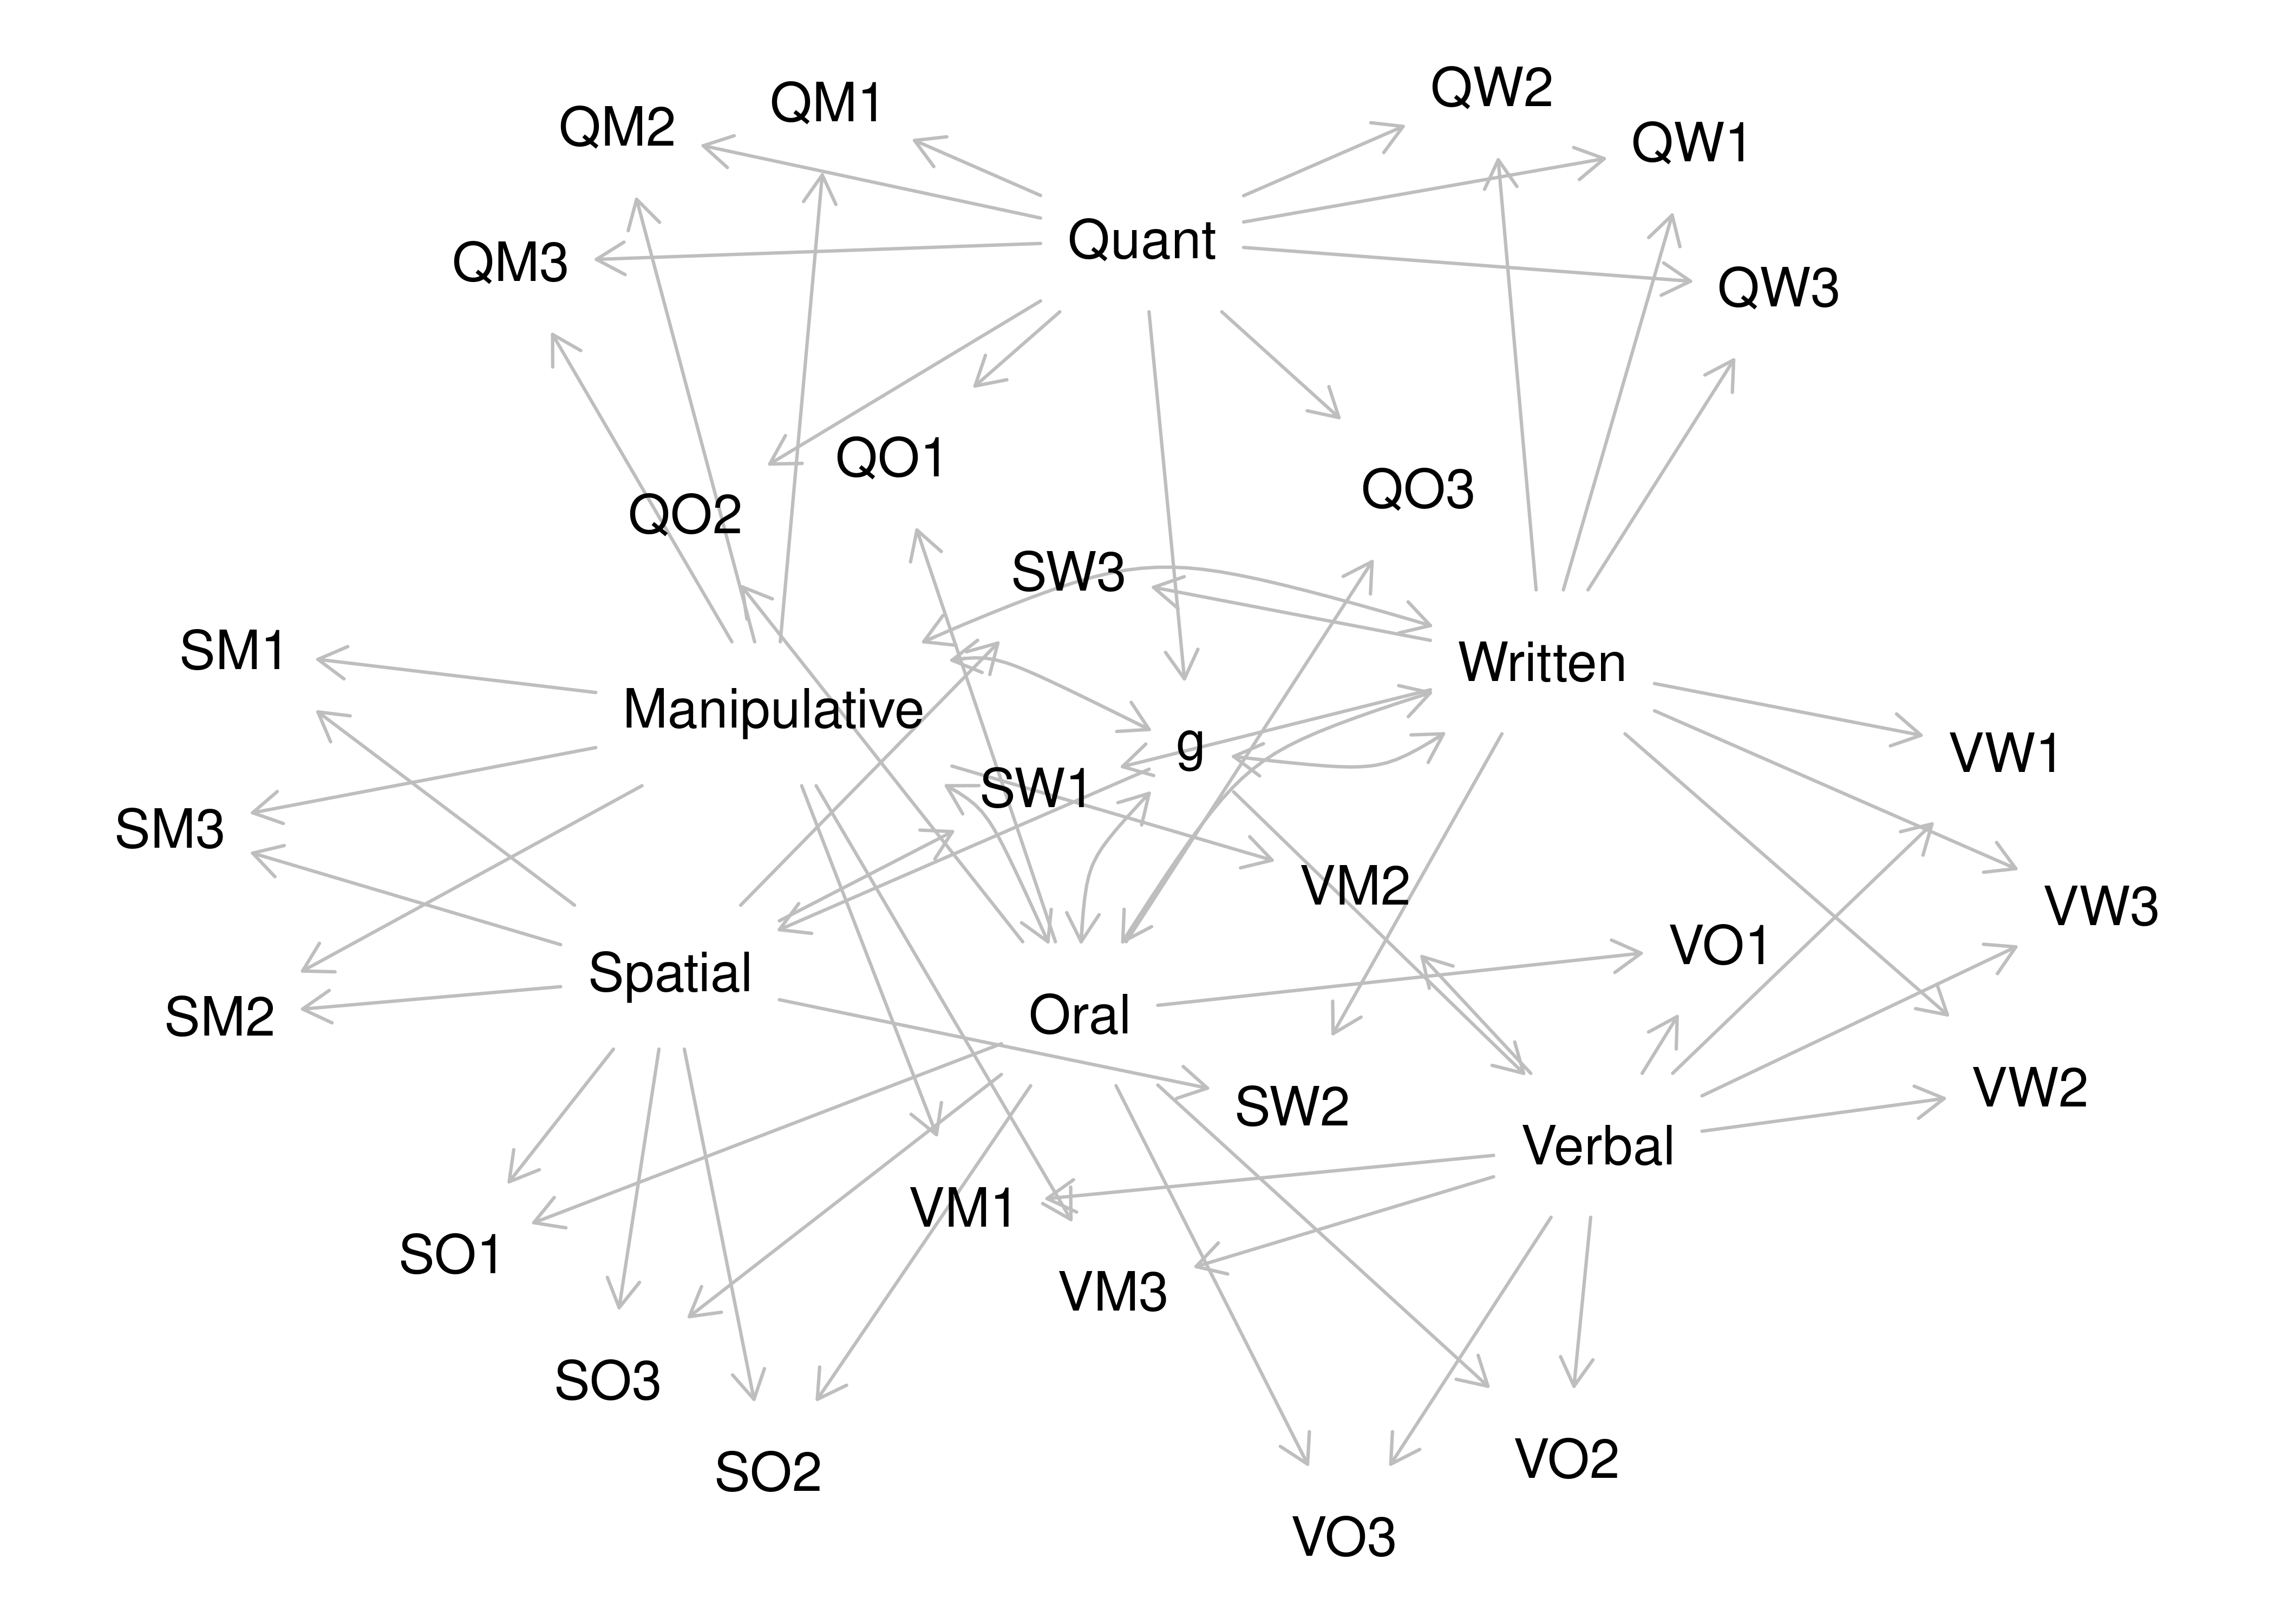 QW2
QM1
QM2
QW1
Quant
QM3
QW3
QO1
QO3
QO2
SW3
SM1
Written
Manipulative
g
VW1
SW1
SM3
VM2
VW3
VO1
Spatial
Oral
SM2
VW2
SW2
Verbal
VM1
SO1
VM3
SO3
VO2
SO2
VO3